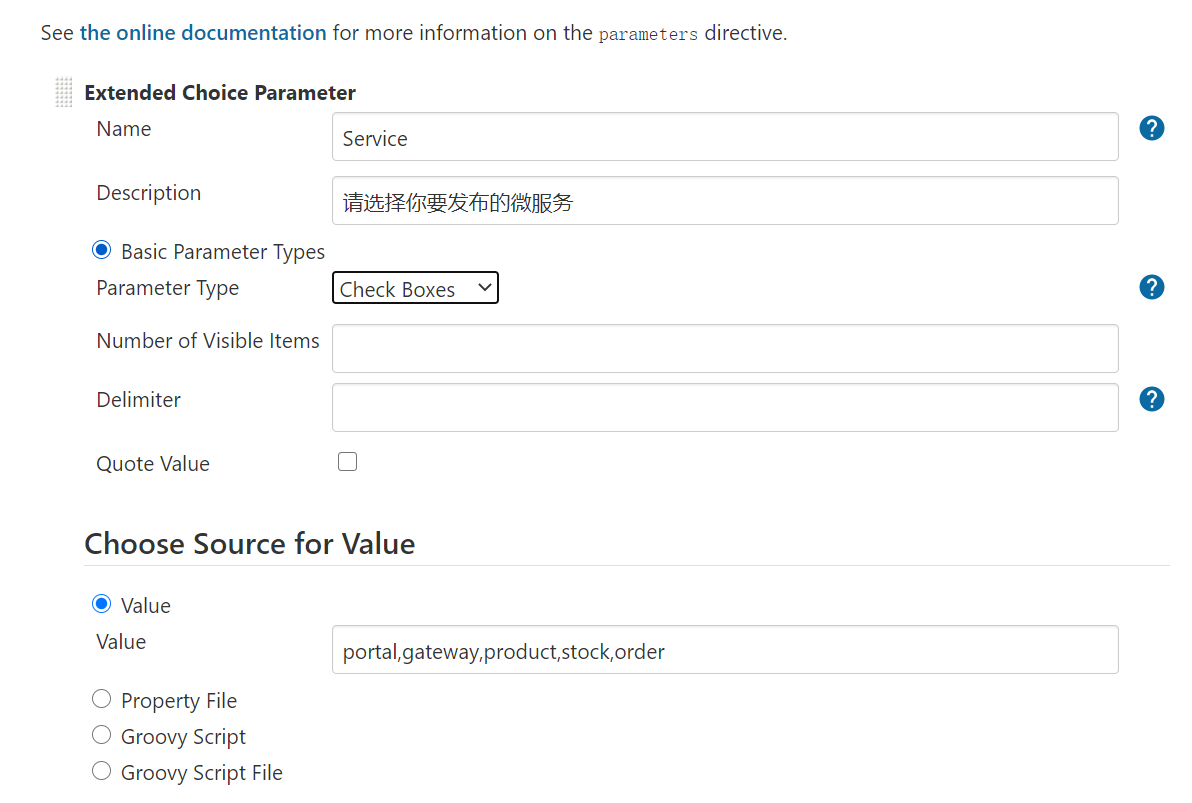 See the online documentation for more information on the parameters directive.
Extended Choice Parameter
Name
Service
Description
请选择你要发布的微服务
Basic Parameter Types
Parameter Type
Check Boxes
Number of Visible Items
Delimiter
Quote Value
Choose Source for Value
Value
Value
portal,gateway,product,stock,order
Property File
Groovy Script
Groovy Script File